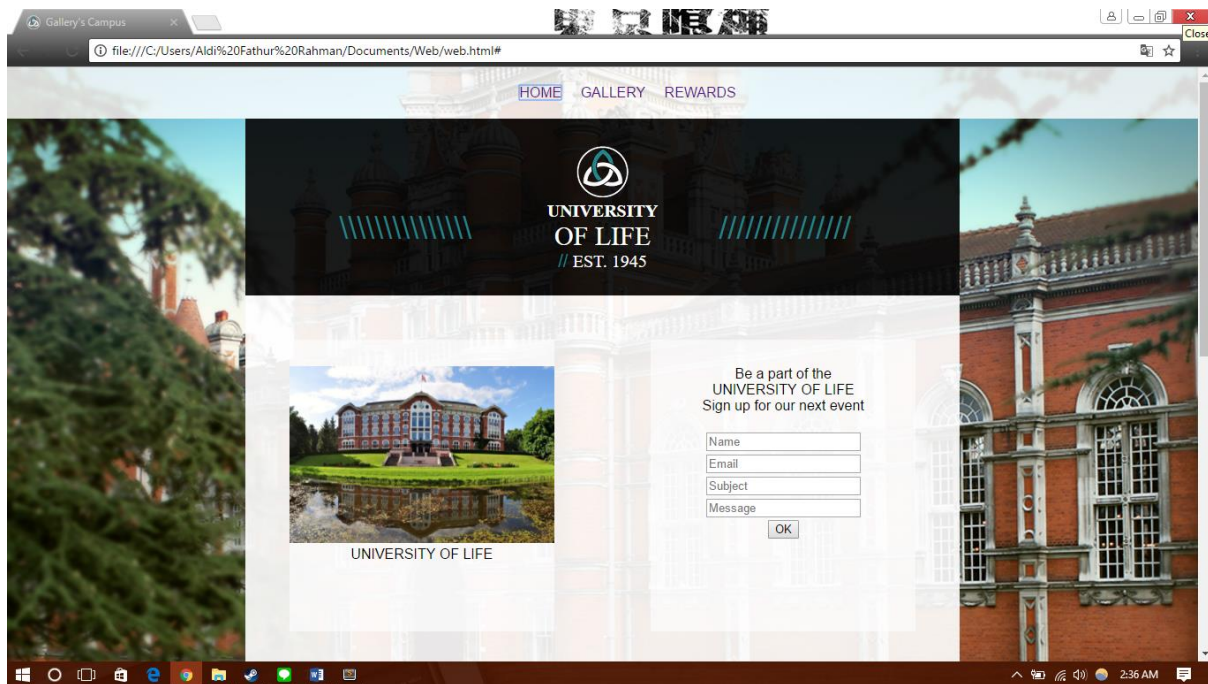 Gallery's Campus
Close
file:///C:/Users/Aldi%20Fathur%20Rahman/Documents/Web/web.html#
HOME GALLERY REWARDS
UNIVERSITY
OF LIFE
// EST. 1945
Be a part of the
UNIVERSITY OF LIFE
Sign up for our next event
Name
Email
Subject
Message
OK
UNIVERSITY OF LIFE
2:36 AM